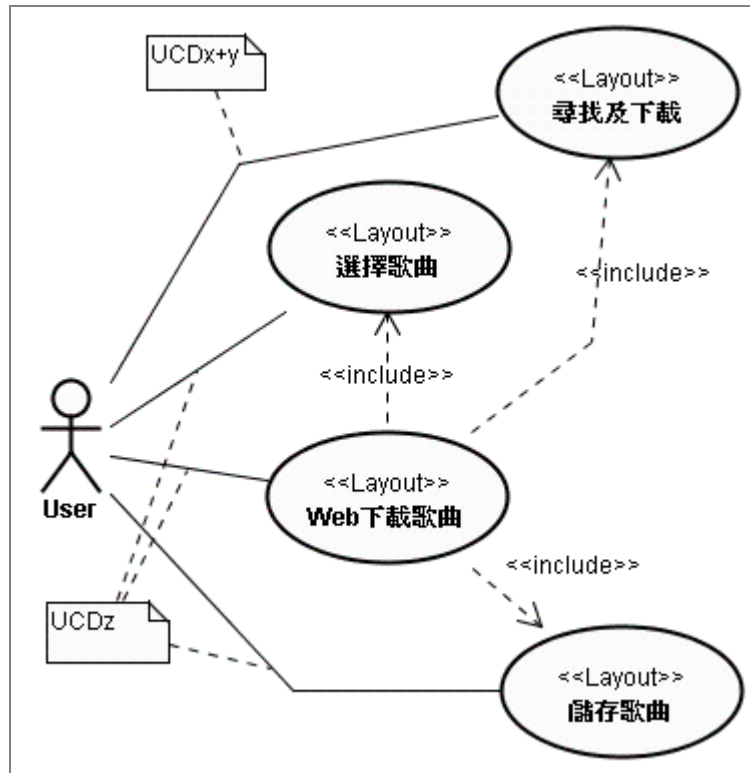 UCDx+y
<<Layout>>
尋找及下載
<<Layout>>
選擇歌曲
<<include>>
<<include>>
User
<<Layout>>
Web下載歌曲
<<include>>
UCDz
<<Layout>>
儲存歌曲